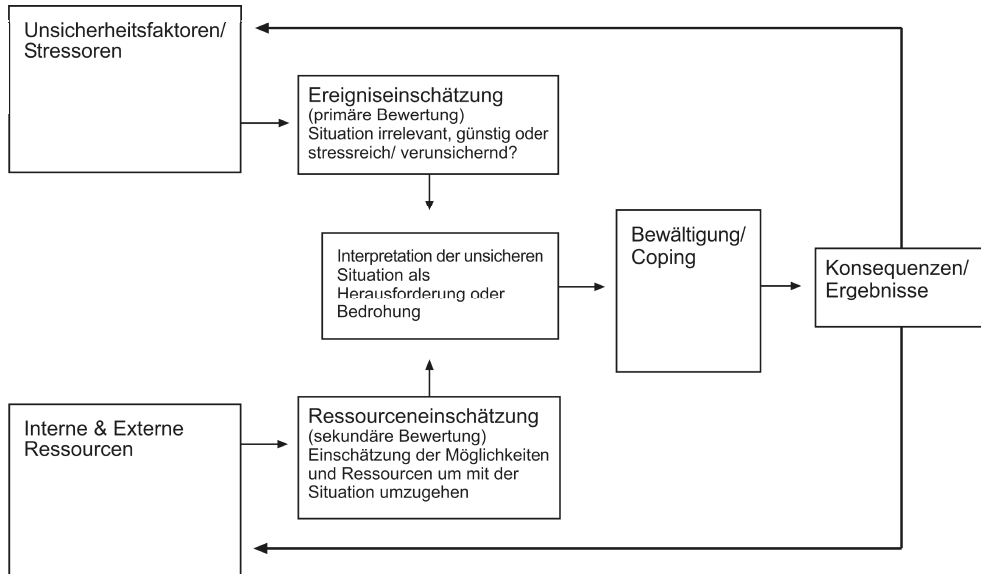 Unsicherheitsfaktoren/
Stressoren
Ereigniseinschätzung
(primäre Bewertung)
Situation irrelevant, günstig oder
stressreich/ verunsichernd?
Interpretation der unsicheren
Situation als
Herausforderung oder
Bedrohung
Bewältigung/
Coping
Konsequenzen/
Ergebnisse
Interne & Externe
Ressourcen
Ressourceneinschätzung
(sekundäre Bewertung)
Einschätzung der Möglichkeiten
und Ressourcen um mit der
Situation umzugehen